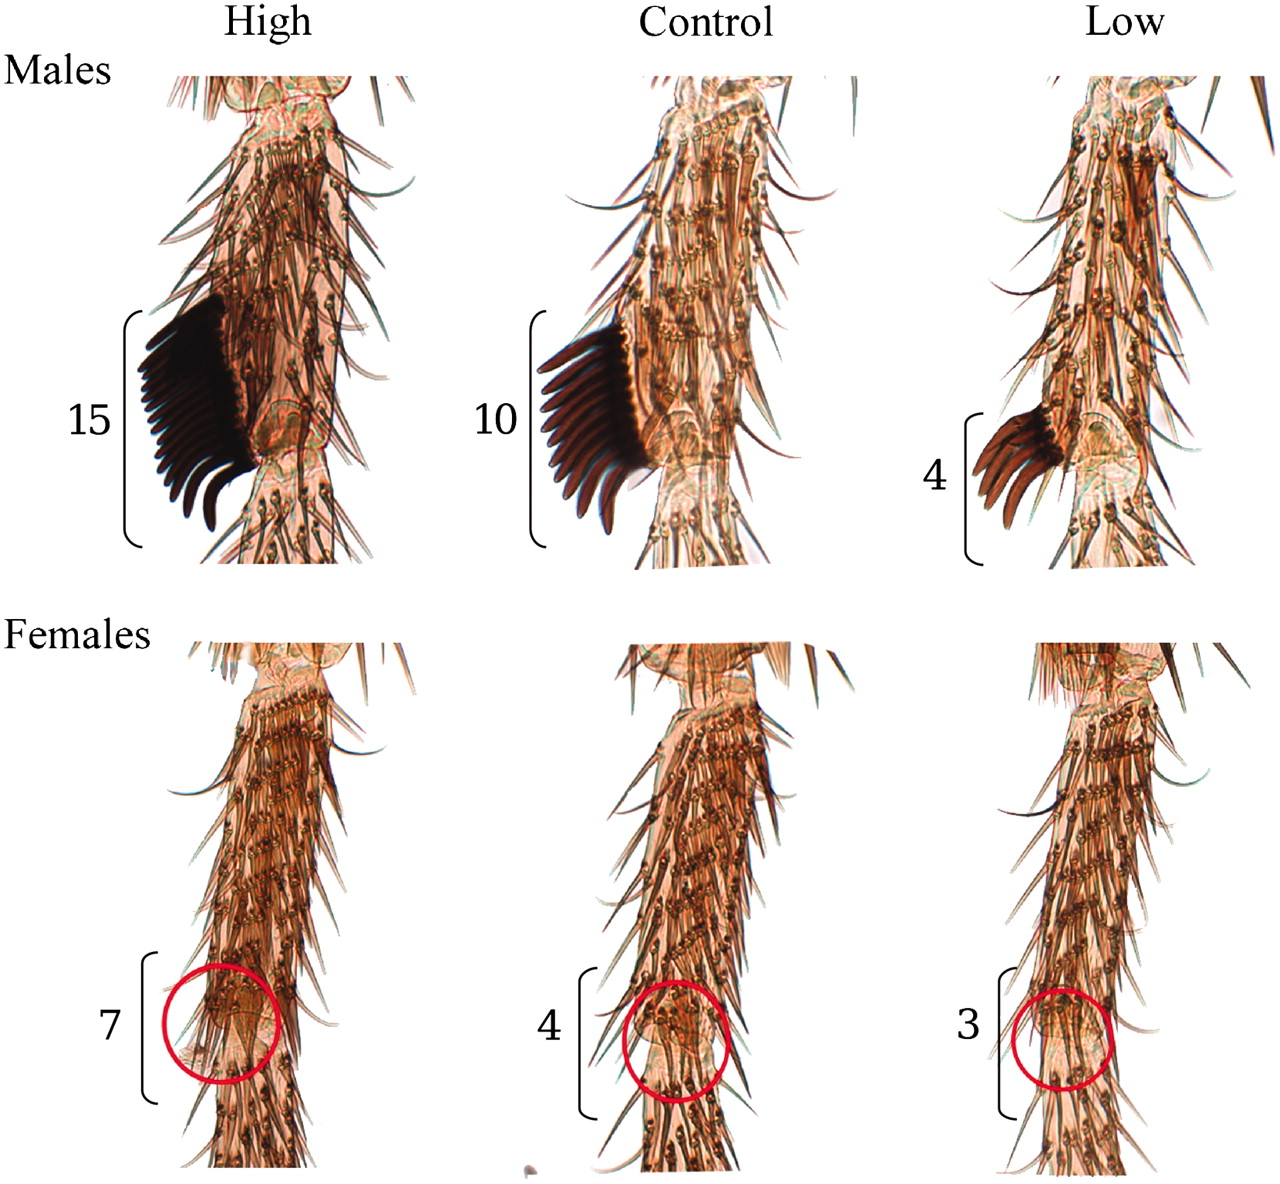 High Control Low
Males
15 10 4
Females
7 4 3